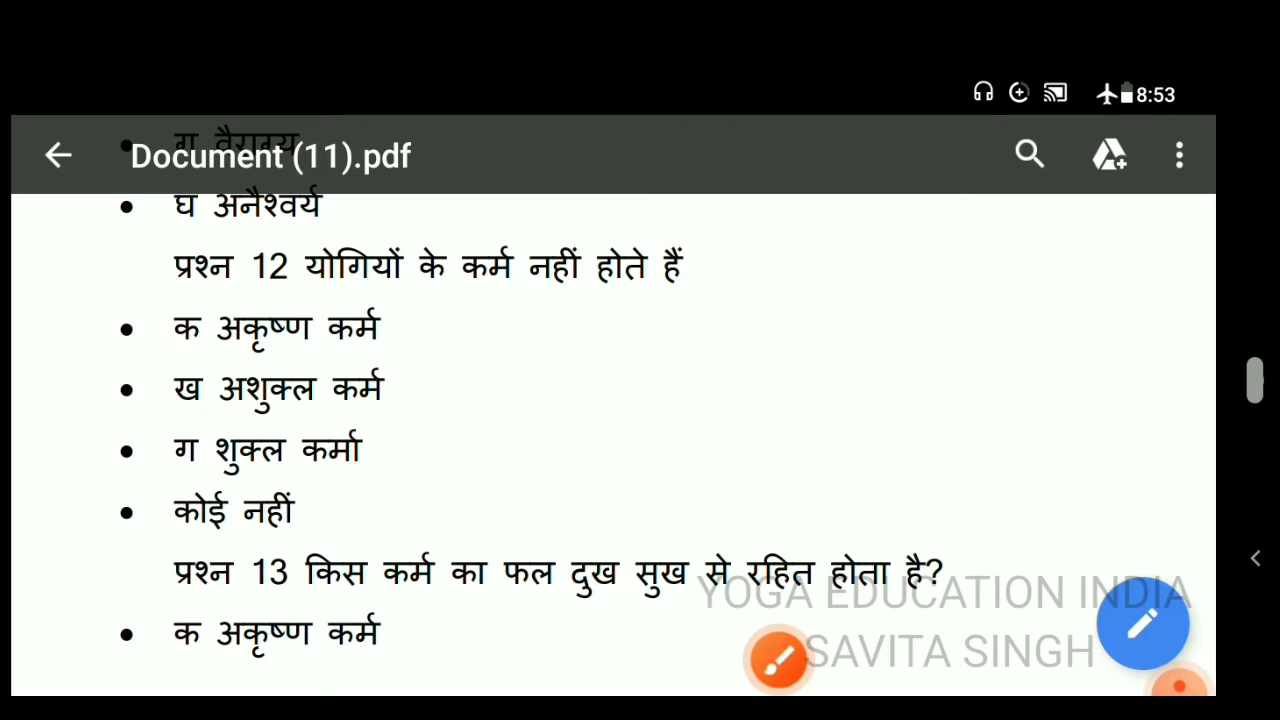 8:53
ग वैराग्य
Document (11).pdf
घ अनैश्वर्य
प्रश्न 12 योगियों के कर्म नहीं होते हैं
क अकृष्ण कर्म
ख अशुक्ल कर्म
ग शुक्ल कर्मा
कोई नहीं
प्रश्न 13 किस कर्म का फल दुख सुख से रहित होता है?
YOGA EDUCATION INDIA
क अकृष्ण कर्म
SAVITA SINGH